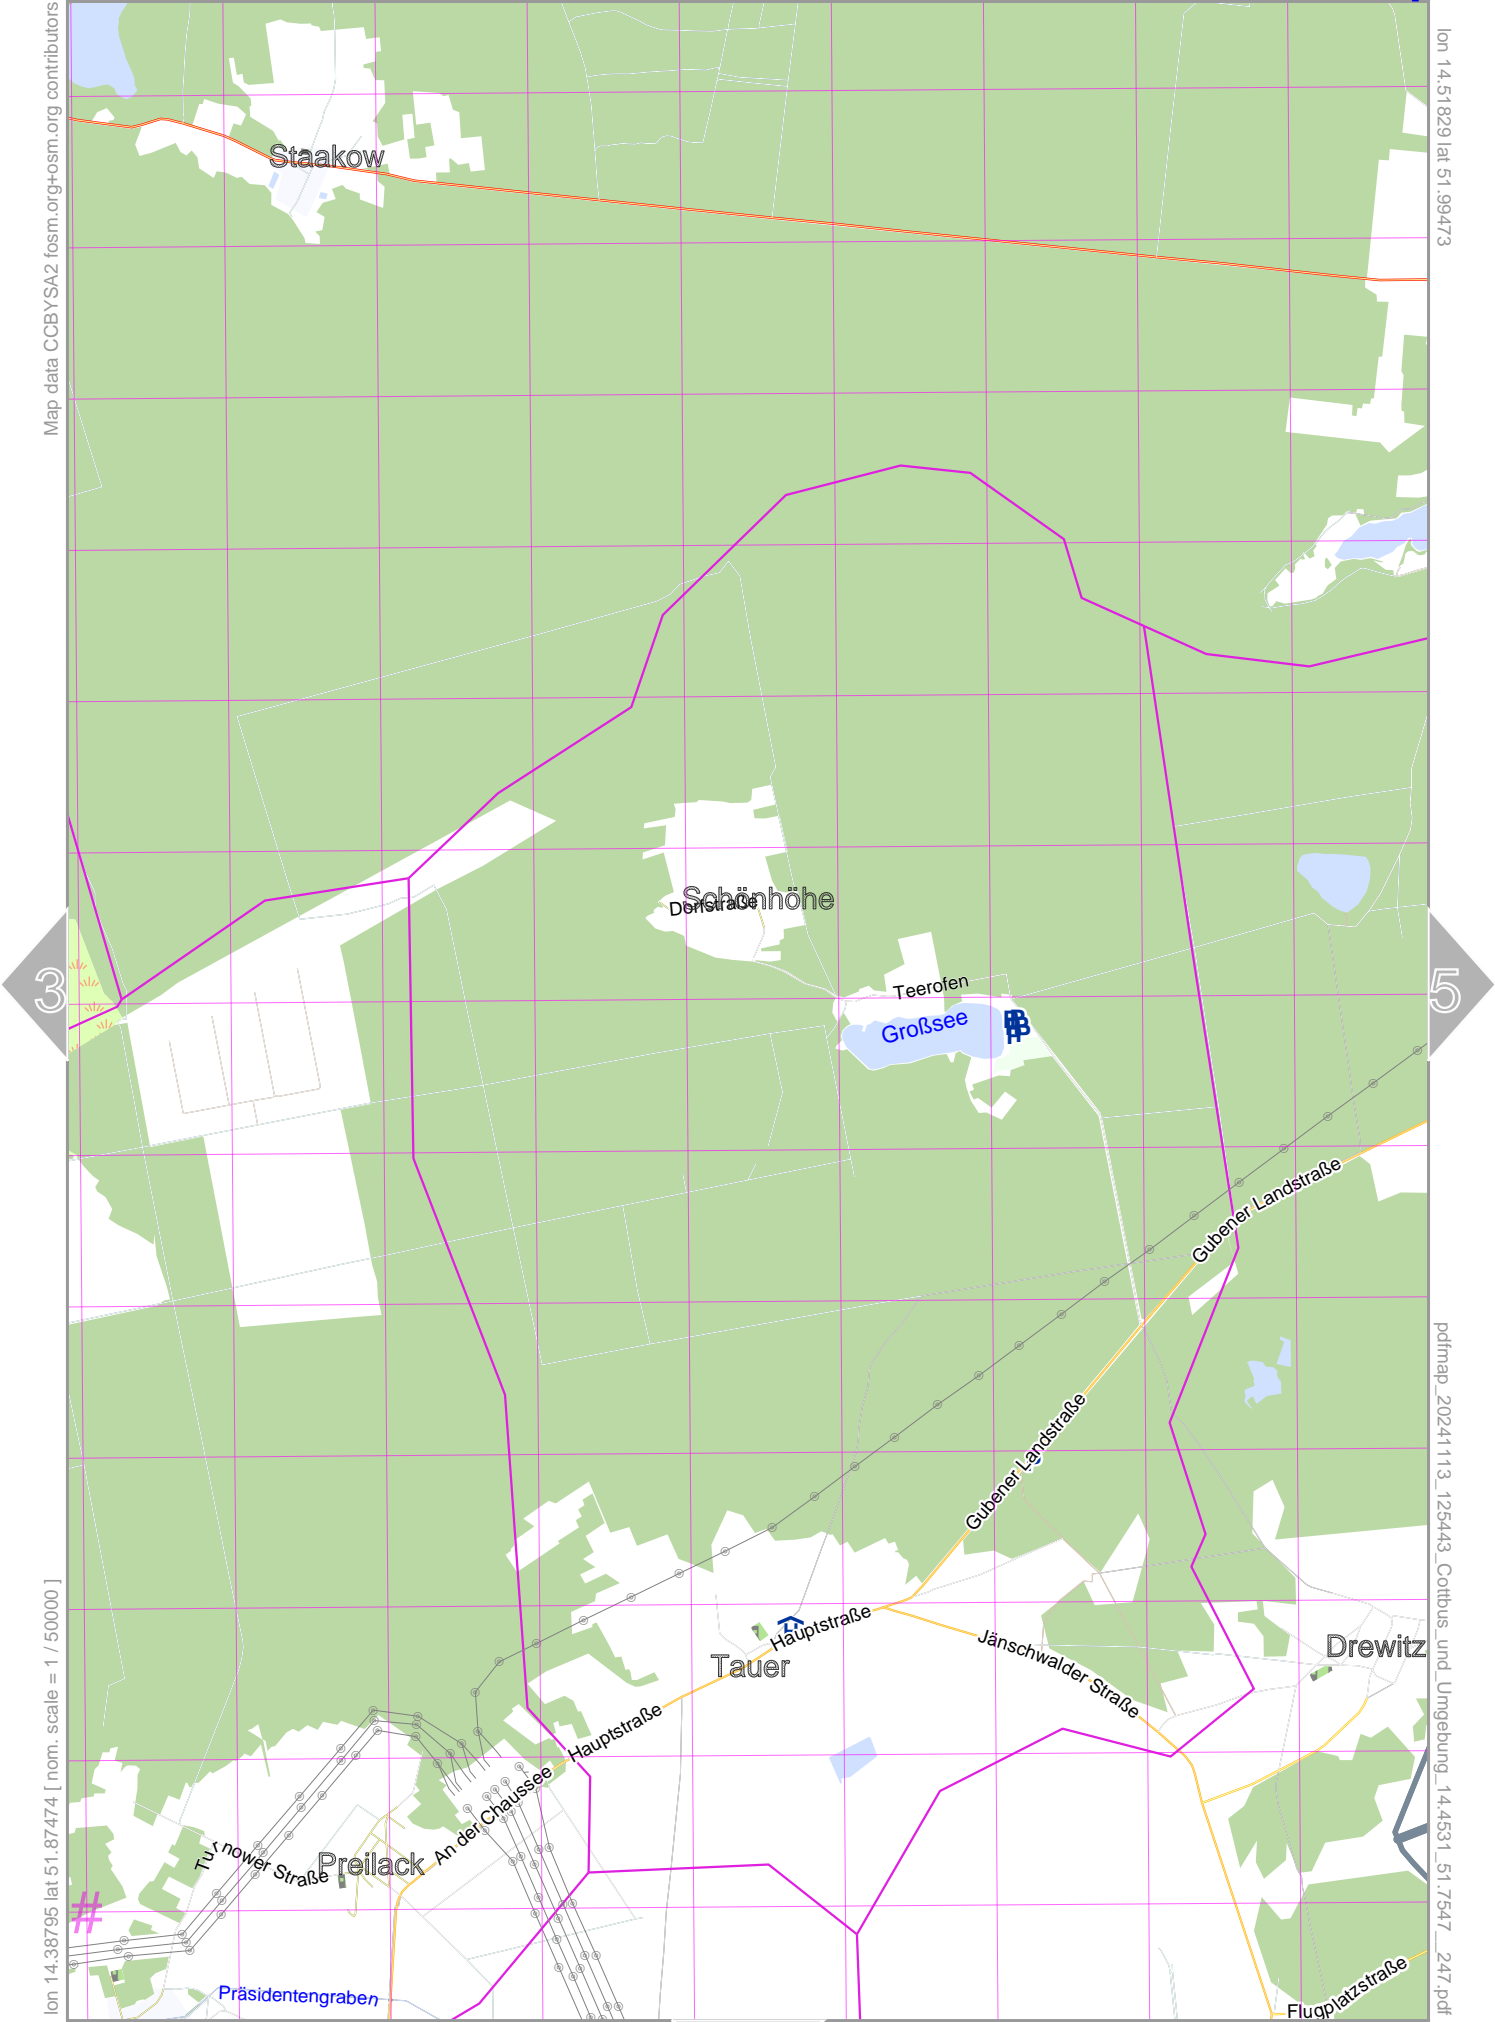 Map data CCBYSA2 fosm.org+osm.org contributors
lon 14.51829 lat 51.99473
Staakow
Schönhöhe
Dorfstraße
Teerofen
Großsee
3
5
Gubener Landstraße
Gubener Landstraße
Hauptstraße
Tauer
Jänschwalder Straße
Drewitz
Hauptstraße
An der Chaussee
Preilack
nower Straße
#
Präsidentengraben
Flugplatzstraße
lon 14.38795 lat 51.87474 [ nom. scale = 1 / 50000 ]
pdfmap_20241113_125443_Cottbus_und_Umgebung_14.4531_51.7547__247.pdf